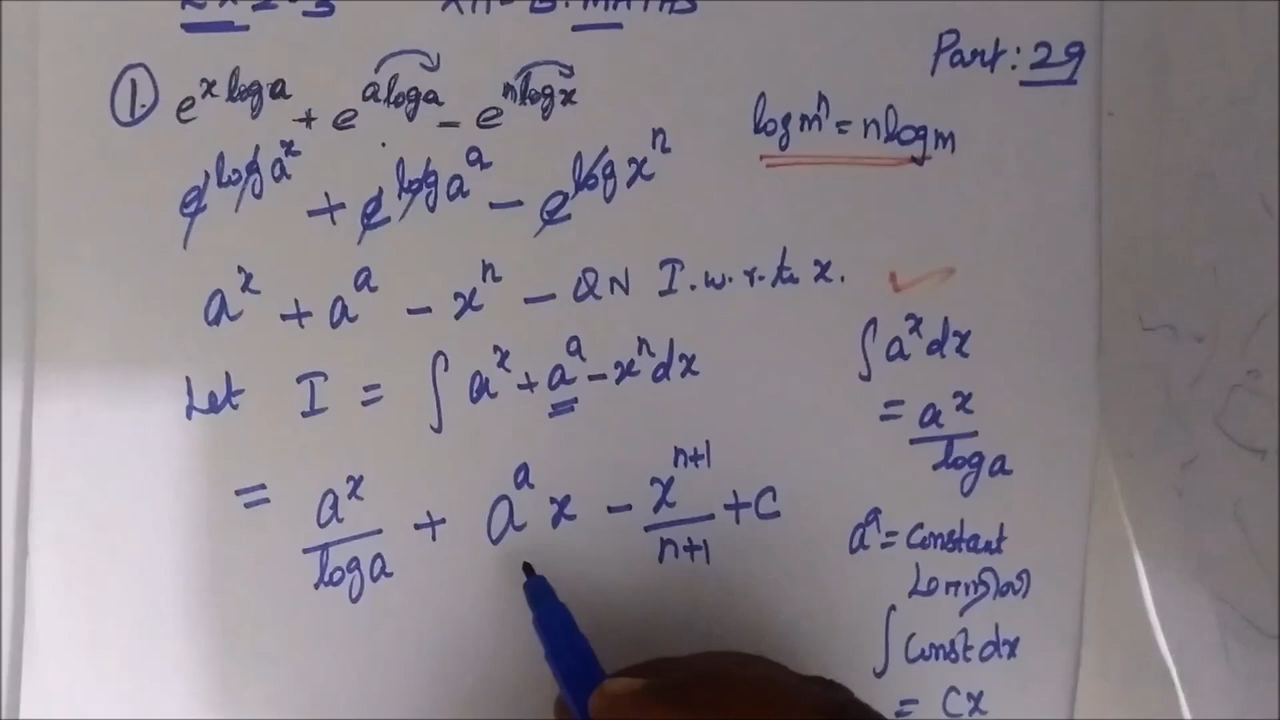 Part: 29
① e^{x log a} + e^{a log a} - e^{n log x}
log m^n = n log m
e^{log a^x} + e^{log a^a} - e^{log x^n}
a^x + a^a - x^n - QN I.w.r.to x.
Let I = ∫ a^x + a^a - x^n dx
= a^x/log a + a^a x - x^{n+1}/n+1 + c
∫ a^x dx
= a^x/log a
a^a = constant
∫ const dx
= cx